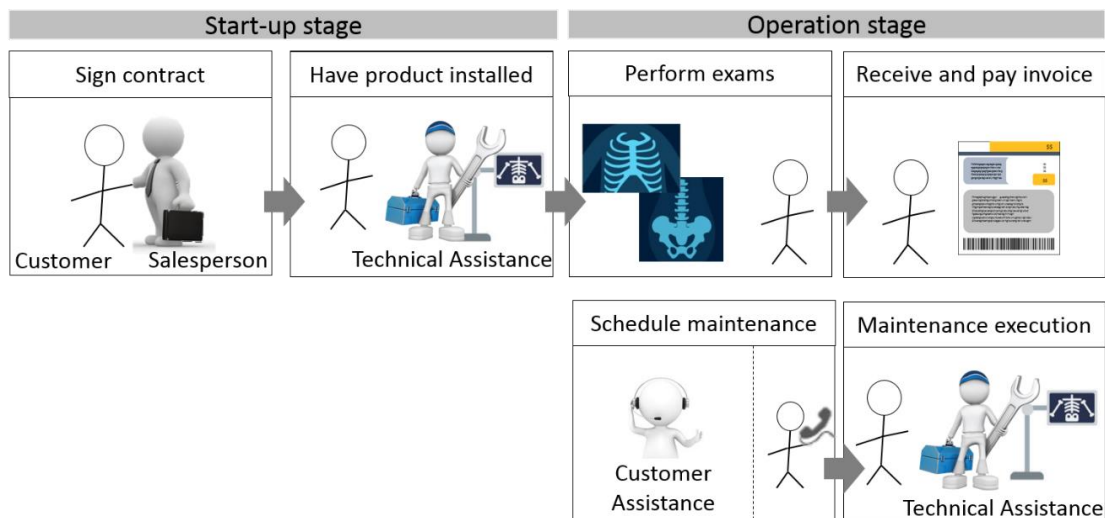 Start-up stage
Operation stage
Sign contract
Have product installed
Perform exams
Receive and pay invoice
$$
$$
Customer
Salesperson
Technical Assistance
Schedule maintenance
Maintenance execution
Customer
Assistance
Technical Assistance